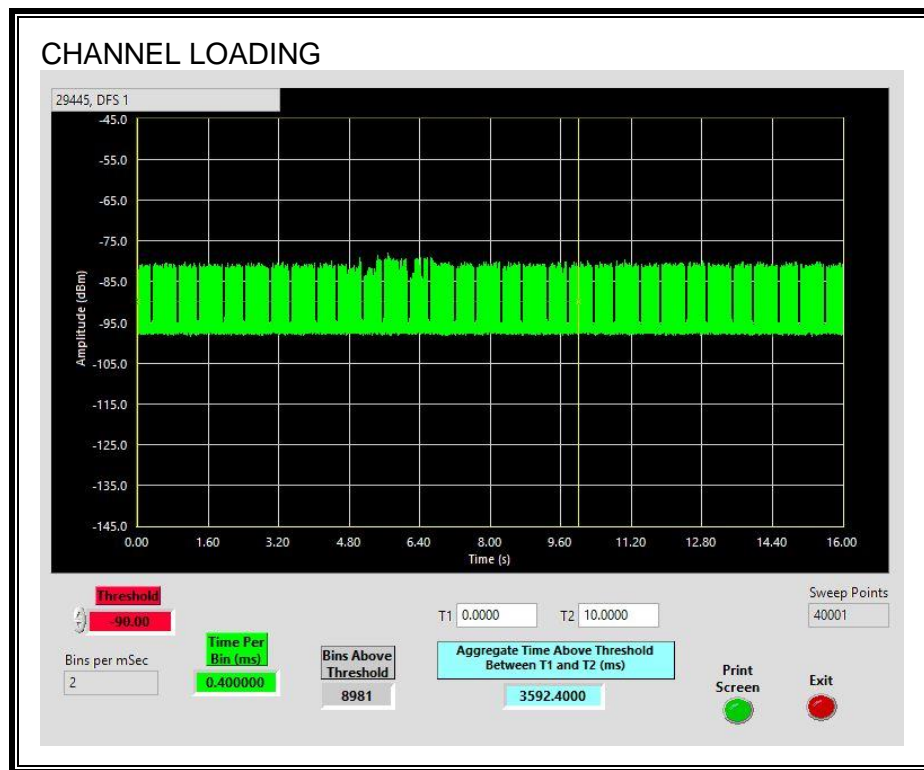 CHANNEL LOADING
29445, DFS 1
-45.0
-55.0
-65.0
-75.0
-85.0
-95.0
-105.0
-115.0
-125.0
-135.0
-145.0
Amplitude (dBm)
0.00 1.60 3.20 4.80 6.40 8.00 9.60 11.20 12.80 14.40 16.00
Time (s)
Threshold
-90.00
Bins per mSec
2
Time Per
Bin (ms)
0.400000
Bins Above
Threshold
8981
T1 0.0000 T2 10.0000
Aggregate Time Above Threshold
Between T1 and T2 (ms)
3592.4000
Sweep Points
40001
Print
Screen
Exit